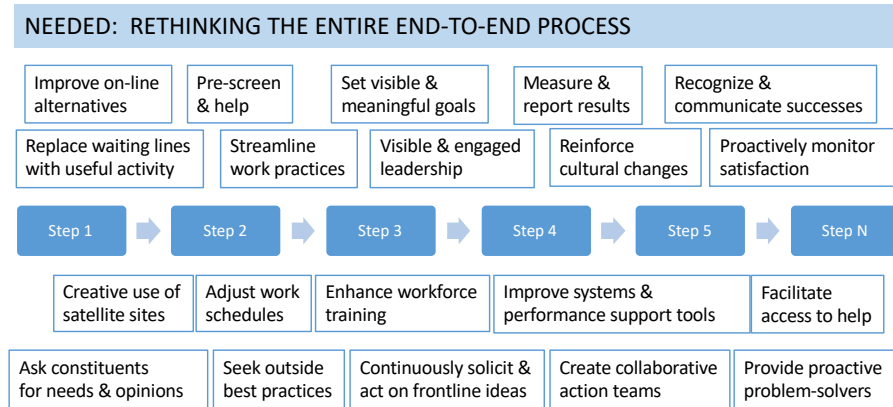 NEEDED: RETHINKING THE ENTIRE END-TO-END PROCESS
Improve on-line
alternatives
Pre-screen
& help
Set visible &
meaningful goals
Measure &
report results
Recognize &
communicate successes
Replace waiting lines
with useful activity
Streamline
work practices
Visible & engaged
leadership
Reinforce
cultural changes
Proactively monitor
satisfaction
Step 1
Step 2
Step 3
Step 4
Step 5
Step N
Creative use of
satellite sites
Adjust work
schedules
Enhance workforce
training
Improve systems &
performance support tools
Facilitate
access to help
Ask constituents
for needs & opinions
Seek outside
best practices
Continuously solicit &
act on frontline ideas
Create collaborative
action teams
Provide proactive
problem-solvers